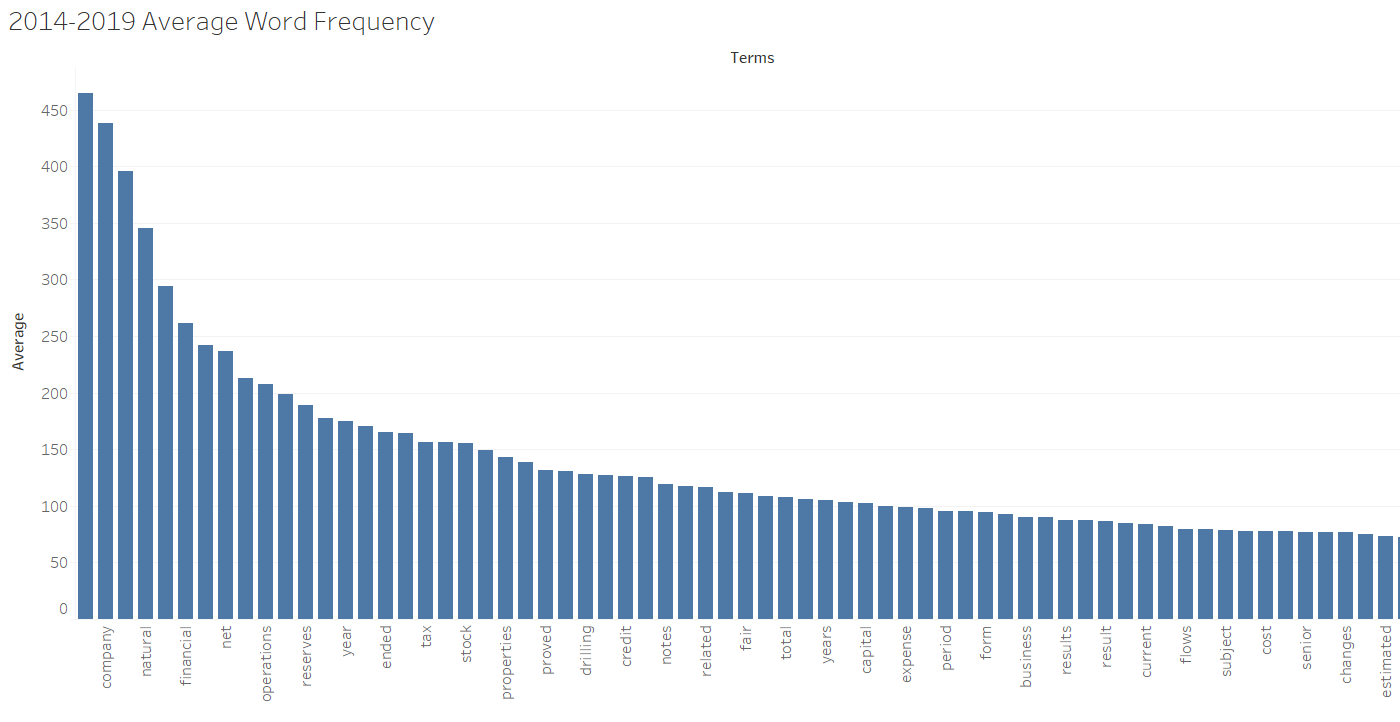 2014-2019 Average Word Frequency
Terms
Average
450
400
350
300
250
200
150
100
50
0
company
natural
financial
net
operations
reserves
year
ended
tax
stock
properties
proved
drilling
credit
notes
related
fair
total
years
capital
expense
period
form
business
results
result
current
flows
subject
cost
senior
changes
estimated